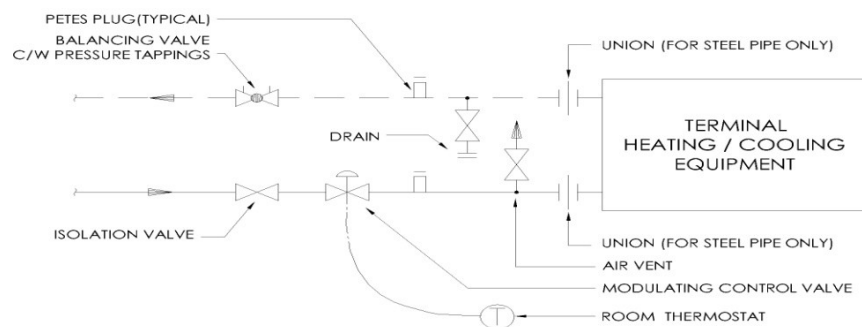 PETES PLUG(TYPICAL)
BALANCING VALVE
C/W PRESSURE TAPPINGS
UNION (FOR STEEL PIPE ONLY)
TERMINAL
HEATING / COOLING
EQUIPMENT
DRAIN
ISOLATION VALVE
UNION (FOR STEEL PIPE ONLY)
AIR VENT
MODULATING CONTROL VALVE
T
ROOM THERMOSTAT